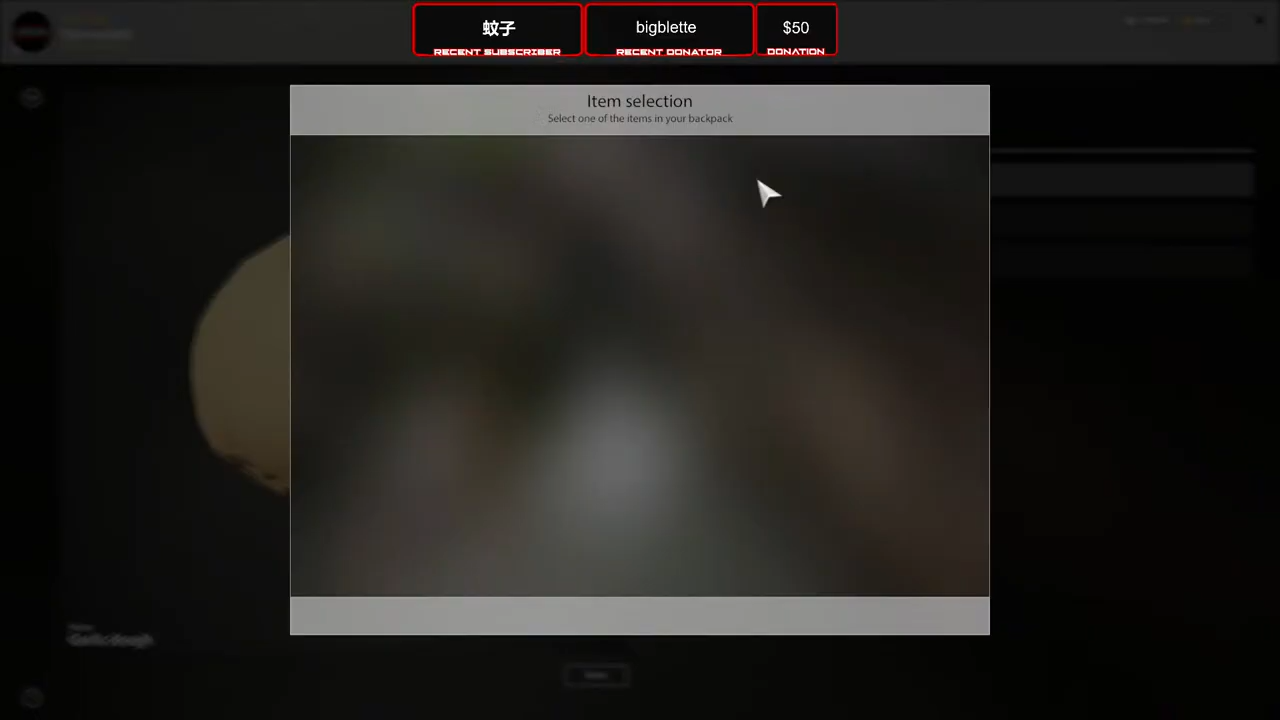 蚊子
RECENT SUBSCRIBER
bigblette
RECENT DONATOR
$50
DONATION
Item selection
Select one of the items in your backpack